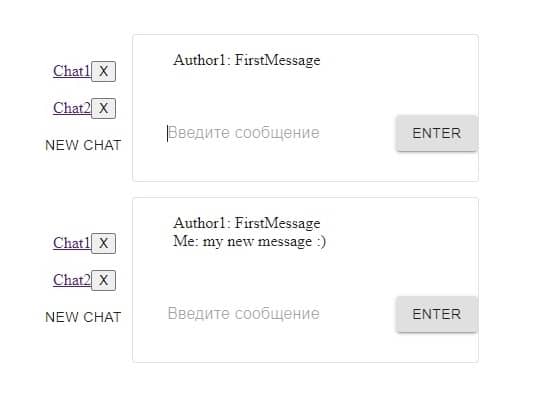 Author1: FirstMessage
Chat1 X
Chat2 X
Введите сообщение
ENTER
NEW CHAT
Author1: FirstMessage
Me: my new message :)
Chat1 X
Chat2 X
Введите сообщение
ENTER
NEW CHAT